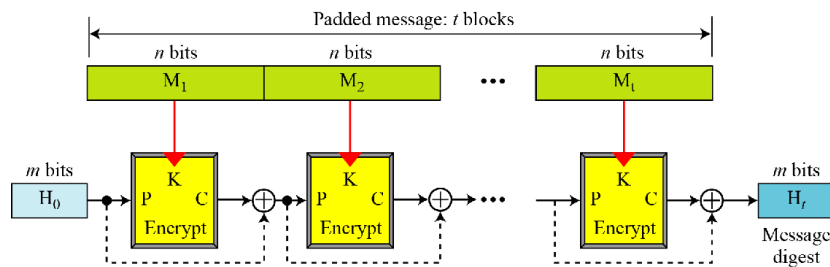 Padded message: t blocks
n bits n bits n bits
M1 M2 ••• Mt
m bits m bits
H0 P K C Encrypt P K C Encrypt ••• P K C Encrypt Ht
Message
digest